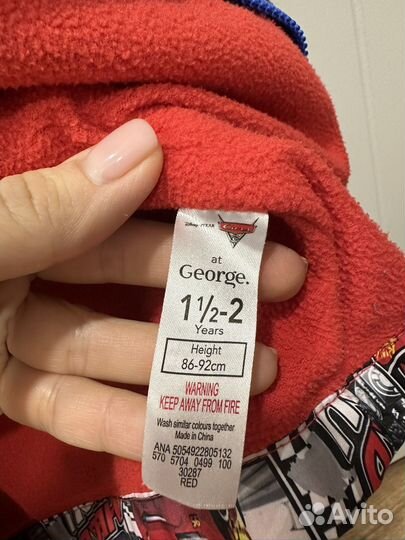 Disney·PIXAR
Cars
at
George.
1½-2
Years
Height
86-92cm
WARNING
KEEP AWAY FROM FIRE
Wash similar colours together
Made in China
ANA 5054922805132
570 5704 0499 100
30287
RED
Avito